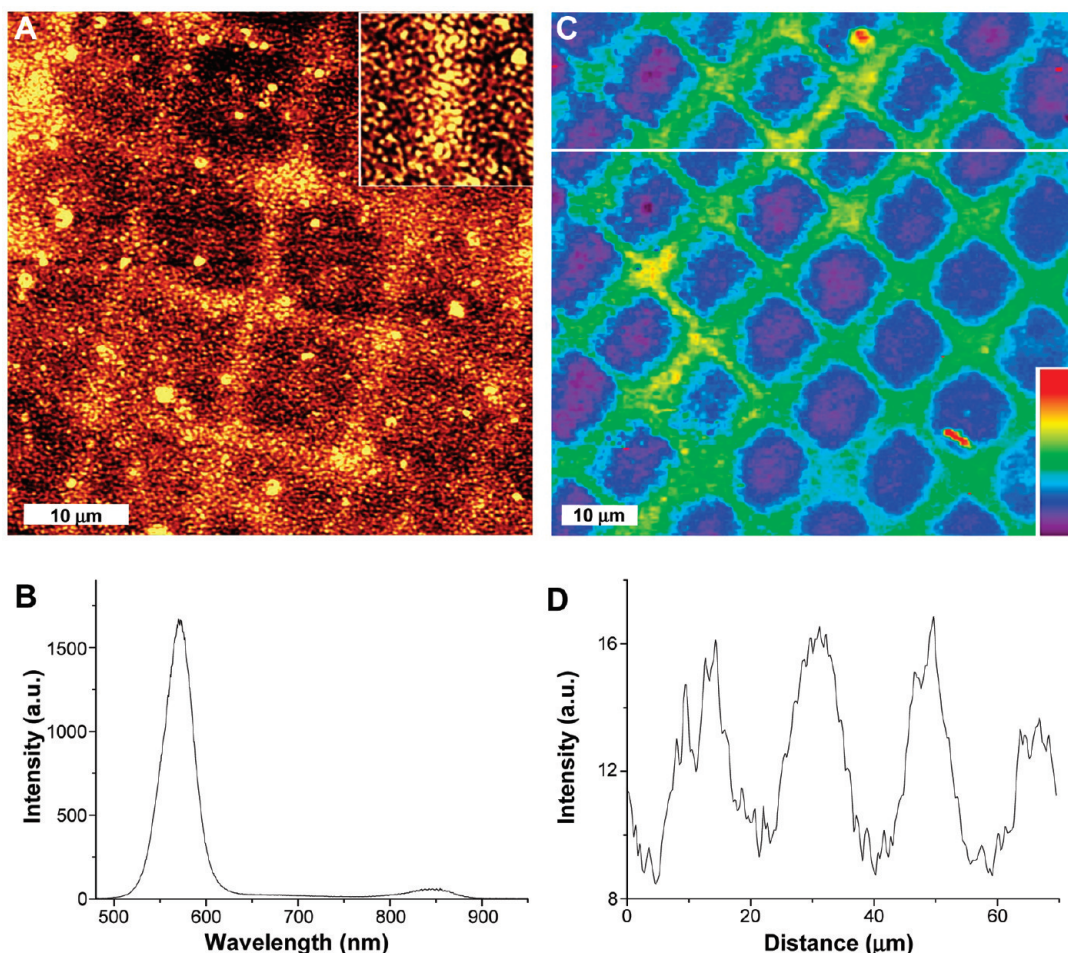 A
10 μm
C
10 μm
B
Intensity (a.u.)
1500
1000
500
0
500 600 700 800 900
Wavelength (nm)
D
Intensity (a.u.)
16
12
8
0 20 40 60
Distance (μm)